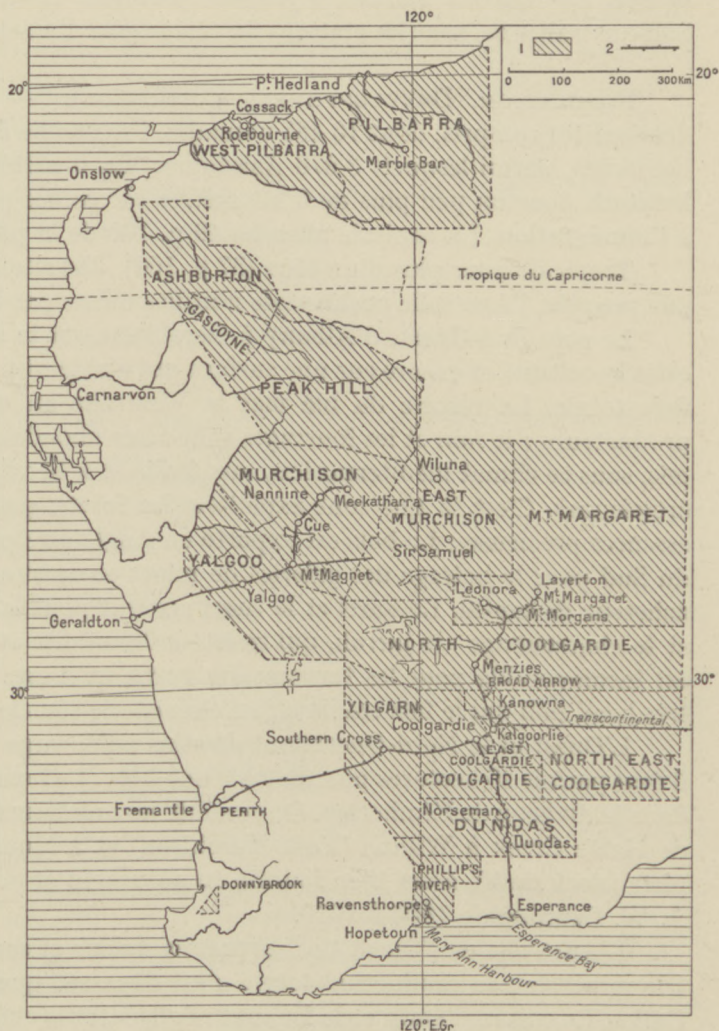 120°
1
2
0 100 200 300 Km.
20°
20°
Pt. Hedland
Cossack
Roebourne
PILBARRA
WEST PILBARRA
Marble Bar
Onslow
ASHBURTON
Tropique du Capricorne
GASCOYNE
Carnarvon
PEAK HILL
MURCHISON
Wiluna
Nannine
Meekatharra
EAST
MURCHISON
Mt. MARGARET
Cue
Sir Samuel
YALGOO
Mt. Magnet
Yalgoo
Leonora
Laverton
Mt. Margaret
Mt. Morgans
Geraldton
NORTH COOLGARDIE
Menzies
BROAD ARROW
30°
30°
YILGARN
Kanowna
Coolgardie
Transcontinental
Kalgoorlie
Southern Cross
EAST
COOLGARDIE
NORTH EAST
COOLGARDIE
COOLGARDIE
Fremantle
PERTH
Norseman
DUNDAS
Dundas
PHILLIP'S
RIVER
DONNYBROOK
Ravensthorpe
Esperance
Hopetoun
Mary Ann Harbour
Esperance Bay
120° E.Gr